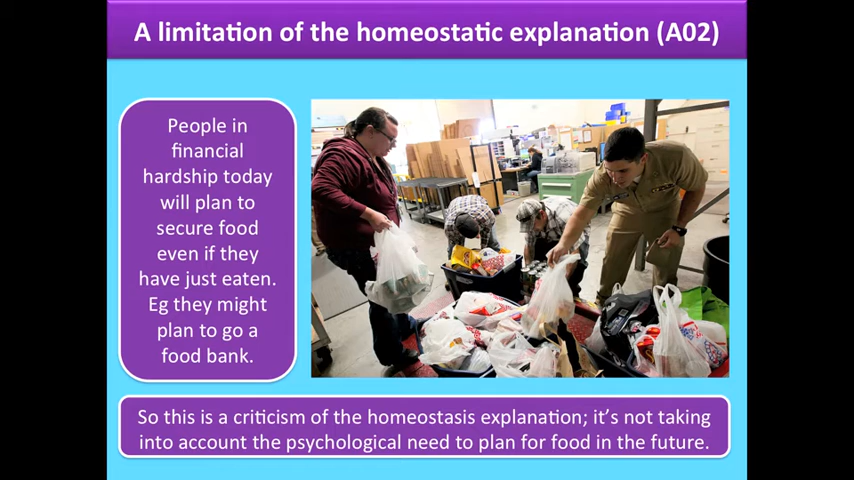 A limitation of the homeostatic explanation (A02)
People in
financial
hardship today
will plan to
secure food
even if they
have just eaten.
Eg they might
plan to go a
food bank.
So this is a criticism of the homeostasis explanation; it's not taking
into account the psychological need to plan for food in the future.